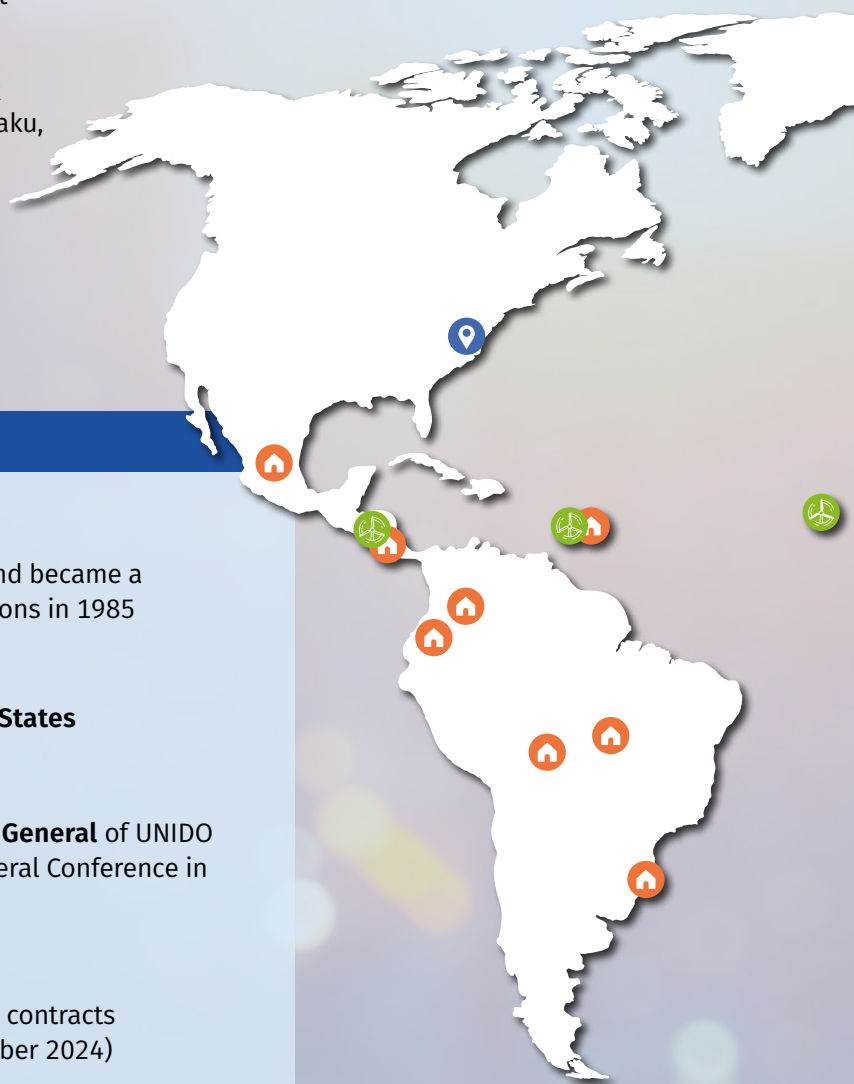 aku,
nd became a
ons in 1985
States
General of UNIDO
eral Conference in
contracts
ber 2024)